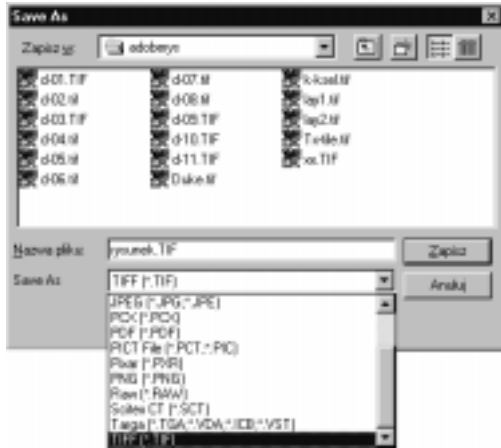 Save As
Zapisz w: adoberys
d-01.TIF d-07.tif k-ksel.tif
d-02.tif d-08.tif lay1.tif
d-03.TIF d-09.TIF lay2.tif
d-04.tif d-10.TIF Tx-tile.tif
d-05.tif d-11.TIF xx.TIF
d-06.tif Duke.tif
Nazwa pliku: rysunek.TIF Zapisz
Save As TIFF (*.TIF) Anuluj
JPEG (*.JPG;*.JPE)
PCX (*.PCX)
PDF (*.PDF)
PICT File (*.PCT;*.PIC)
Pixar (*.PXR)
PNG (*.PNG)
Raw (*.RAW)
Scitex CT (*.SCT)
Targa (*.TGA;*.VDA;*.ICB;*.VST)
TIFF (*.TIF)